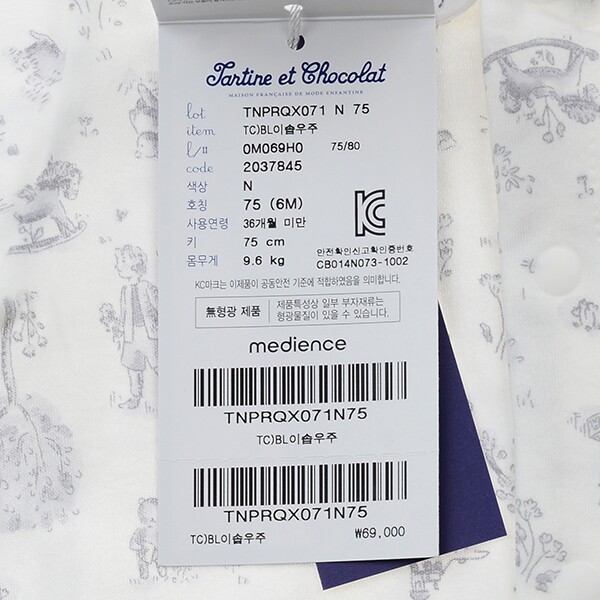 Tartine et Chocolat
MAISON FRANÇAISE DE MODE ENFANTINE
lot TNPRQX071 N 75
item TC)BL이솝우주
l/# 0M069H0 75/80
code 2037845
색상 N
호칭 75 (6M)
사용연령 36개월 미만
키 75 cm
몸무게 9.6 kg
안전확인신고확인증번호
CB014N073-1002
KC마크는 이제품이 공동안전 기준에 적합하였음을 의미합니다.
無형광 제품
제품특성상 일부 부자재류는
형광물질이 있을 수 있습니다.
medience
TNPRQX071N75
TC)BL이솝우주
TNPRQX071N75
TC)BL이솝우주 ₩69,000